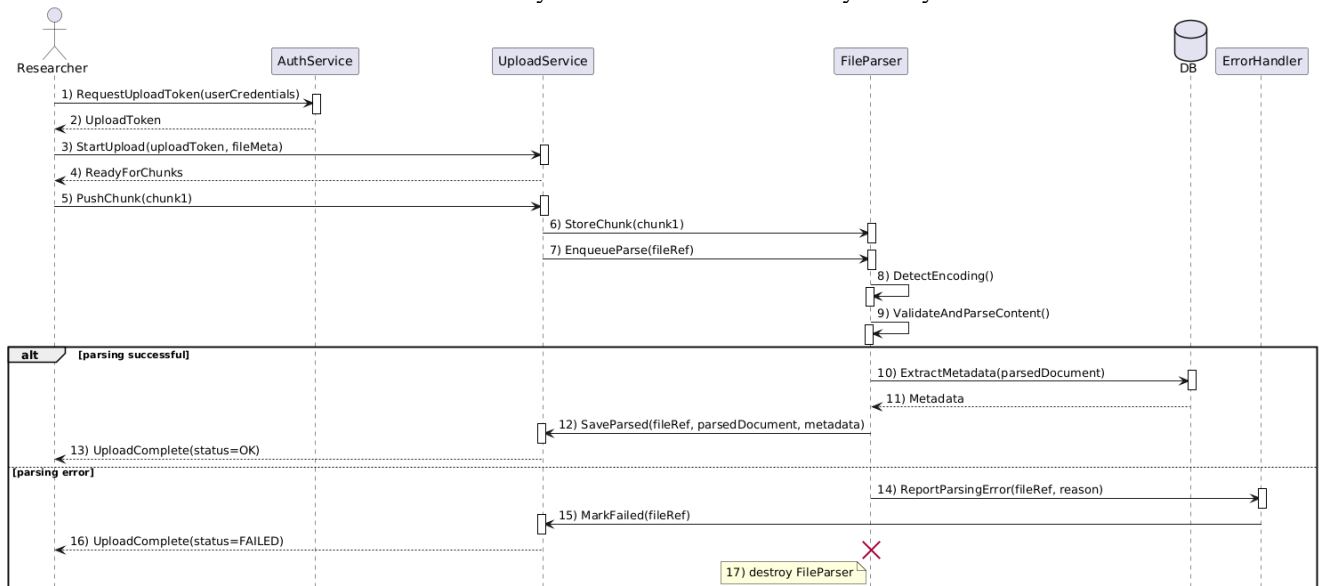 Researcher
AuthService
UploadService
FileParser
DB
ErrorHandler
1) RequestUploadToken(userCredentials)
2) UploadToken
3) StartUpload(uploadToken, fileMeta)
4) ReadyForChunks
5) PushChunk(chunk1)
6) StoreChunk(chunk1)
7) EnqueueParse(fileRef)
8) DetectEncoding()
9) ValidateAndParseContent()
alt [parsing successful]
10) ExtractMetadata(parsedDocument)
11) Metadata
12) SaveParsed(fileRef, parsedDocument, metadata)
13) UploadComplete(status=OK)
[parsing error]
14) ReportParsingError(fileRef, reason)
15) MarkFailed(fileRef)
16) UploadComplete(status=FAILED)
17) destroy FileParser